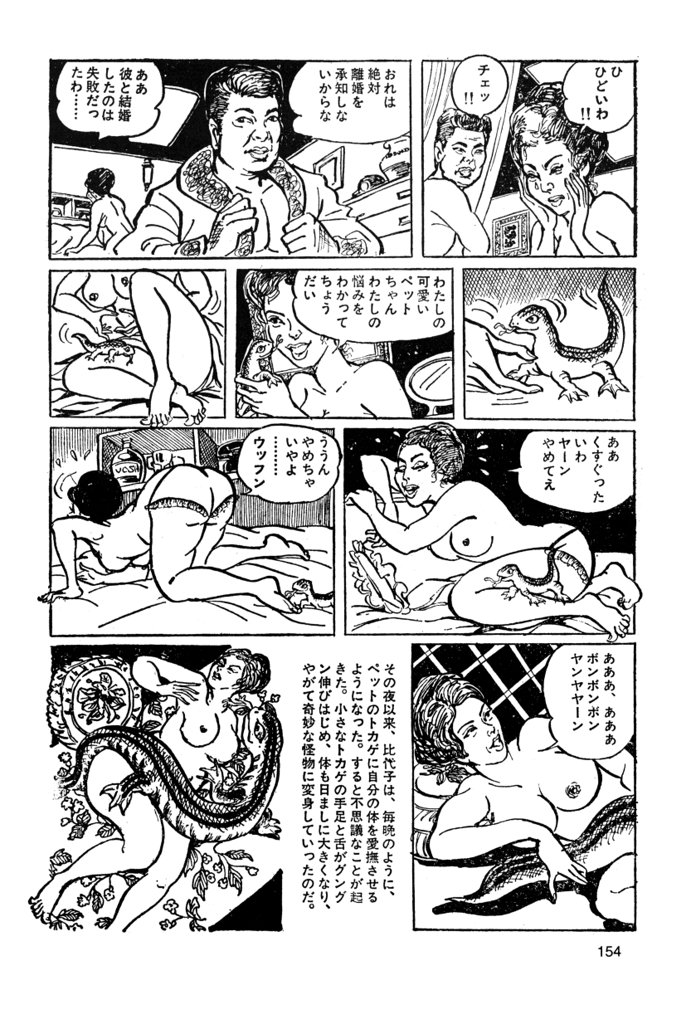 ひ
ひどいわ
!!
チェッ
!!
おれは
絶対
離婚を
承知しな
いからな
ああ
彼と結婚
したのは
失敗だっ
たわ……
わたしの
可愛い
ペット
ちゃん
わたしの
悩みを
わかって
ちょう
だい
ああ
くすぐった
いわ
ヤーン
やめてえ
ううん
やめちゃ
いやよ
………
ウッフン
あああ、あああ
ボンボンボン
ヤンヤヤーン
その夜以来、比代子は、毎晩のように、
ペットのトカゲに自分の体を愛撫させる
ようになった。すると不思議なことが起
きた。小さなトカゲの手足と舌がグング
ン伸びはじめ、体も日ましに大きくなり、
やがて奇妙な怪物に変身していったのだ。
154